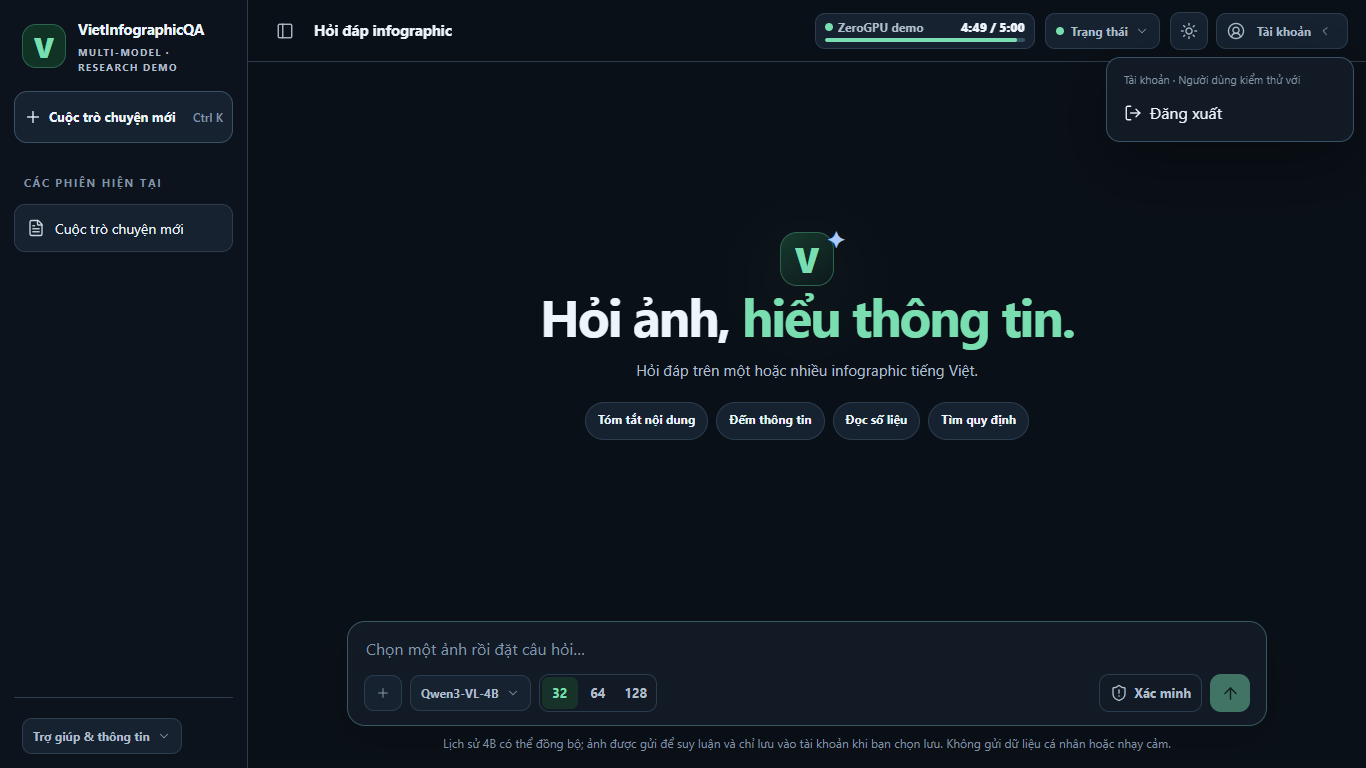 V
VietInfographicQA
MULTI-MODEL ·
RESEARCH DEMO
Cuộc trò chuyện mới Ctrl K
CÁC PHIÊN HIỆN TẠI
Cuộc trò chuyện mới
Trợ giúp & thông tin
Hỏi đáp infographic
ZeroGPU demo 4:49 / 5:00
Trạng thái
Tài khoản
Tài khoản · Người dùng kiểm thử với
Đăng xuất
V
Hỏi ảnh, hiểu thông tin.
Hỏi đáp trên một hoặc nhiều infographic tiếng Việt.
Tóm tắt nội dung Đếm thông tin Đọc số liệu Tìm quy định
Chọn một ảnh rồi đặt câu hỏi...
Qwen3-VL-4B 32 64 128 Xác minh
Lịch sử 4B có thể đồng bộ; ảnh được gửi để suy luận và chỉ lưu vào tài khoản khi bạn chọn lưu. Không gửi dữ liệu cá nhân hoặc nhạy cảm.